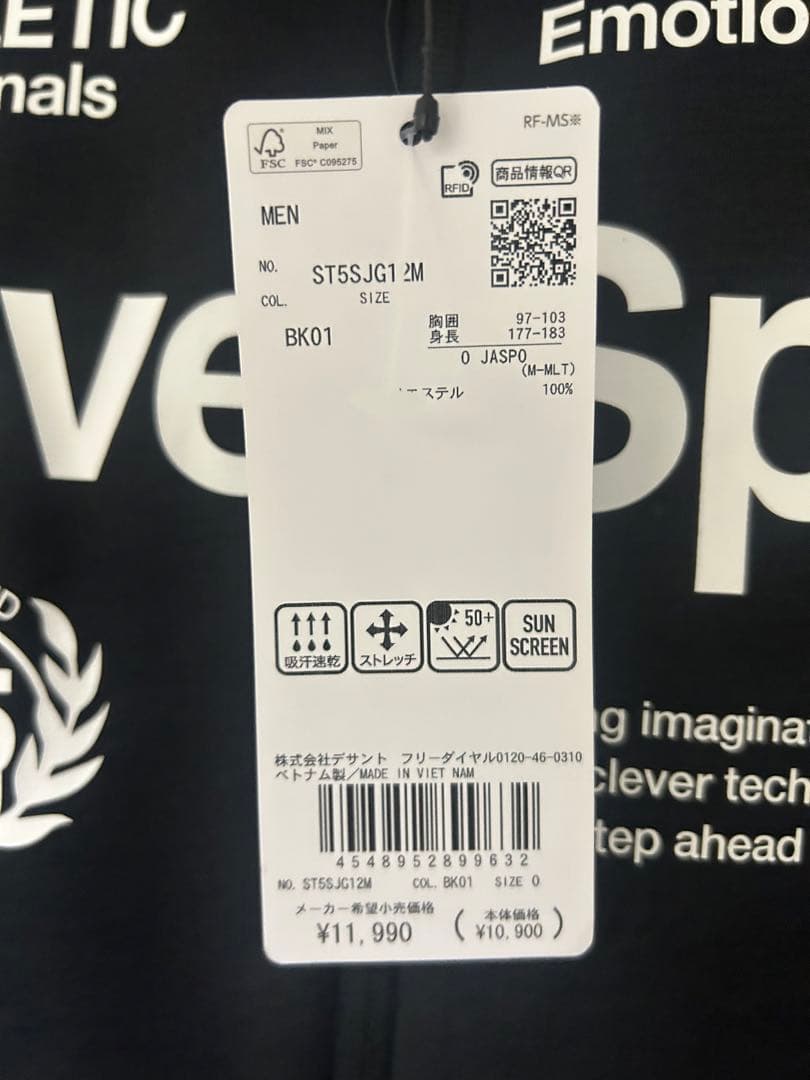 Emotio
nals
MIX
Paper
FSC
FSC® C095275
RF-MS※
RFID
商品情報QR
MEN
NO. ST5SJG12M
COL. SIZE
BK01
胸囲 97-103
身長 177-183
O JASPO
(M-MLT)
エステル 100%
ve Sp
50+
SUN
SCREEN
吸汗速乾
ストレッチ
ng imaginat
clever tech
step ahead
株式会社デサント フリーダイヤル0120-46-0310
ベトナム製/MADE IN VIET NAM
4548952899632
NO. ST5SJG12M COL. BK01 SIZE O
メーカー希望小売価格
¥11,990
(本体価格
¥10,900)